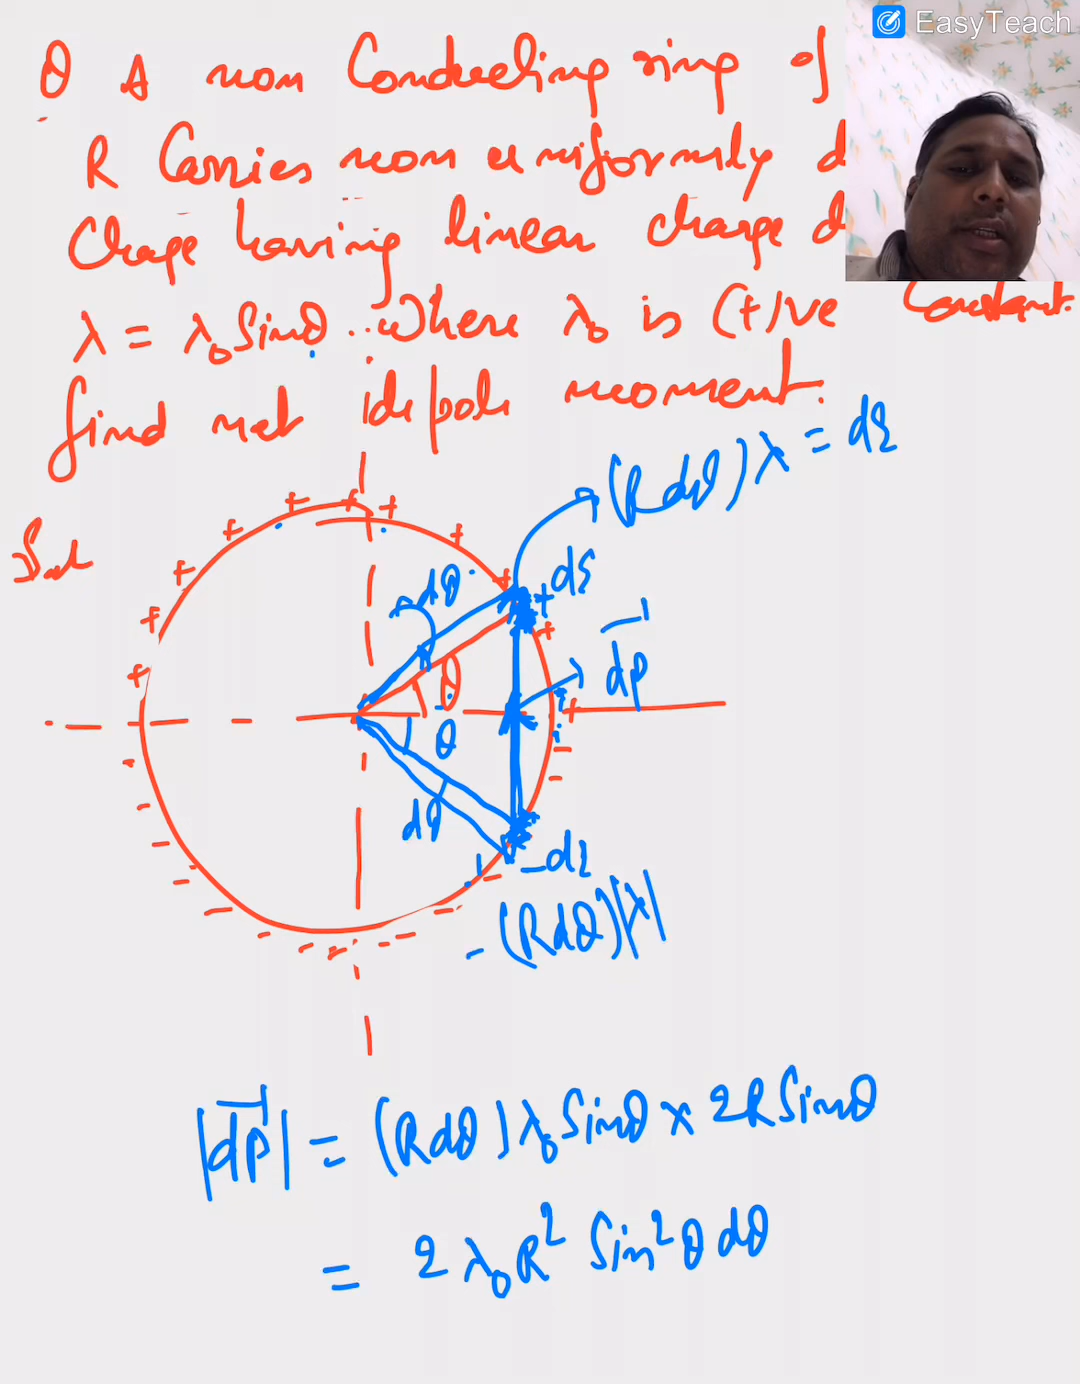 EasyTeach
Q A non Conducting ring of
R Carries non uniformly d
Charge having linear charge d
λ = λ₀ Sinθ .. where λ₀ is (+)ve Constant.
find net idepole moment.
(R dθ) λ = dq
Sol
dθ
dq
θ
dp
θ
dθ
-dq
- (R dθ) |λ|
|dp| = (R dθ) λ₀ Sinθ × 2R Sinθ
= 2 λ₀ R² Sin²θ dθ